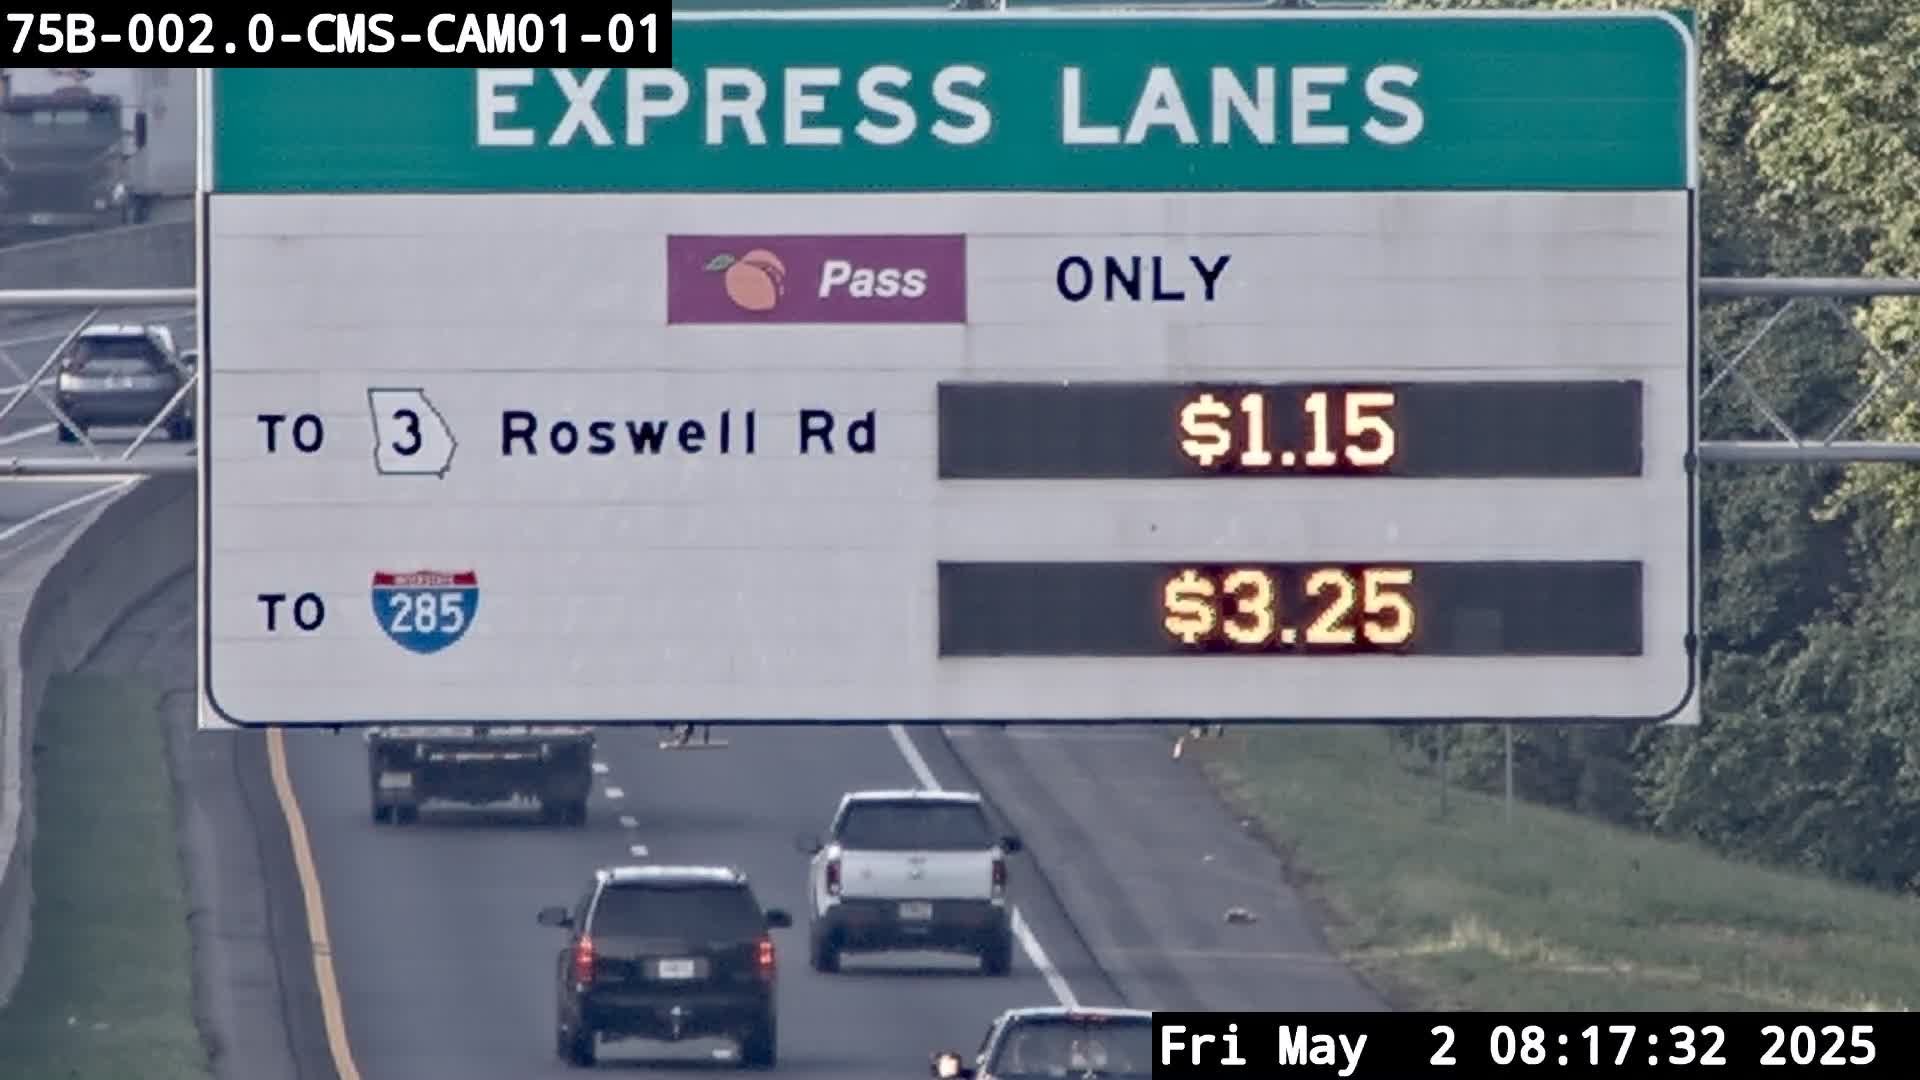 75B-002.0-CMS-CAM01-01
EXPRESS LANES
Pass ONLY
TO 3 Roswell Rd $1.15
TO INTERSTATE 285 $3.25
Fri May 2 08:17:32 2025